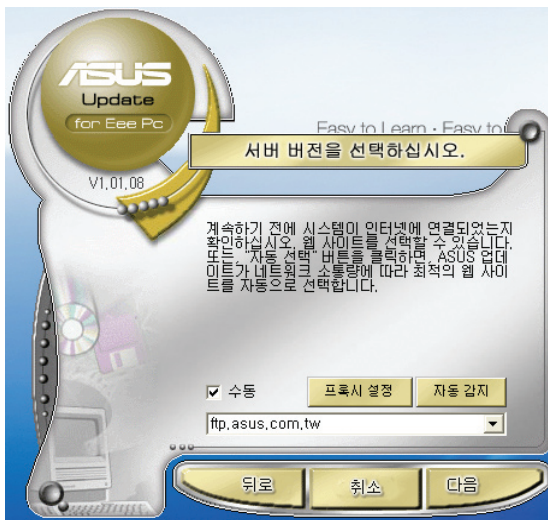 ASUS
Update
for Eee Pc
V1.01.08
Easy to Learn · Easy to
서버 버전을 선택하십시오.
계속하기 전에 시스템이 인터넷에 연결되었는지
확인하십시오. 웹 사이트를 선택할 수 있습니다.
또는, "자동 선택" 버튼을 클릭하면, ASUS 업데
이트가 네트워크 소통량에 따라 최적의 웹 사이
트를 자동으로 선택합니다.
수동
프록시 설정
자동 감지
ftp.asus.com.tw
뒤로
취소
다음